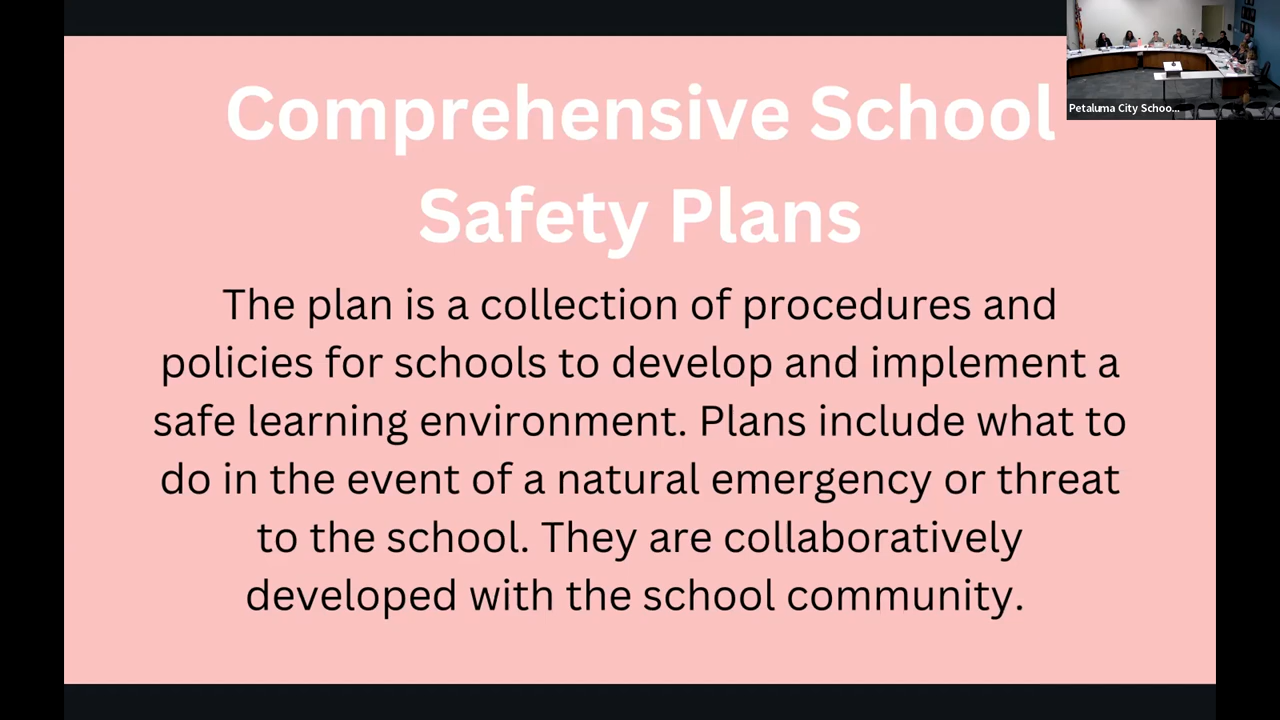 Comprehensive School
Safety Plans
The plan is a collection of procedures and
policies for schools to develop and implement a
safe learning environment. Plans include what to
do in the event of a natural emergency or threat
to the school. They are collaboratively
developed with the school community.
Petaluma City Schoo...